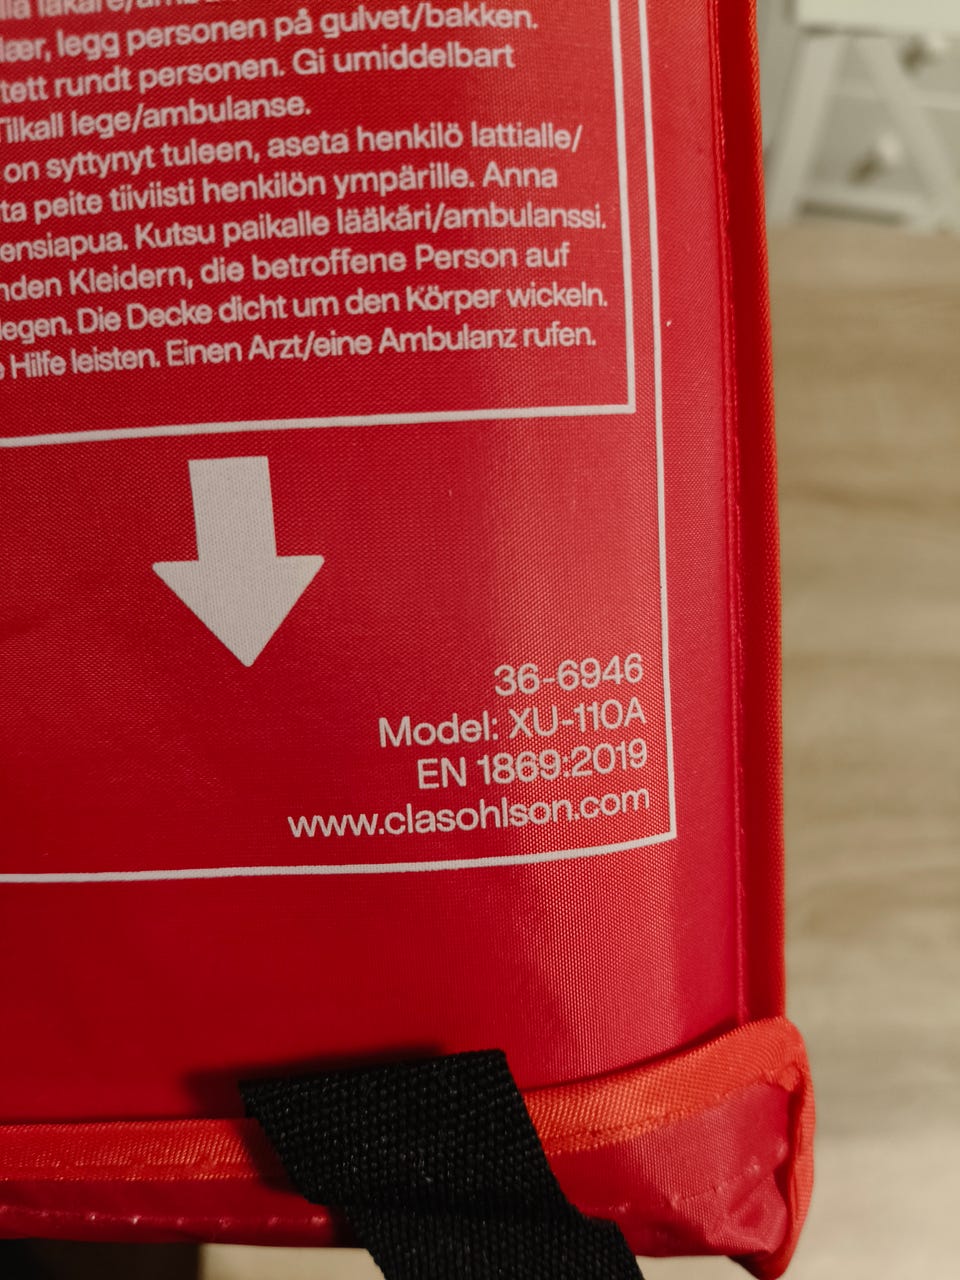 läkare/
lær, legg personen på gulvet/bakken.
tett rundt personen. Gi umiddelbart
Tilkall lege/ambulanse.
on syttynyt tuleen, aseta henkilö lattialle/
ta peite tiiviisti henkilön ympärille. Anna
ensiapua. Kutsu paikalle lääkäri/ambulanssi.
nden Kleidern, die betroffene Person auf
legen. Die Decke dicht um den Körper wickeln.
e Hilfe leisten. Einen Arzt/eine Ambulanz rufen.
36-6946
Model: XU-110A
EN 1869:2019
www.clasohlson.com